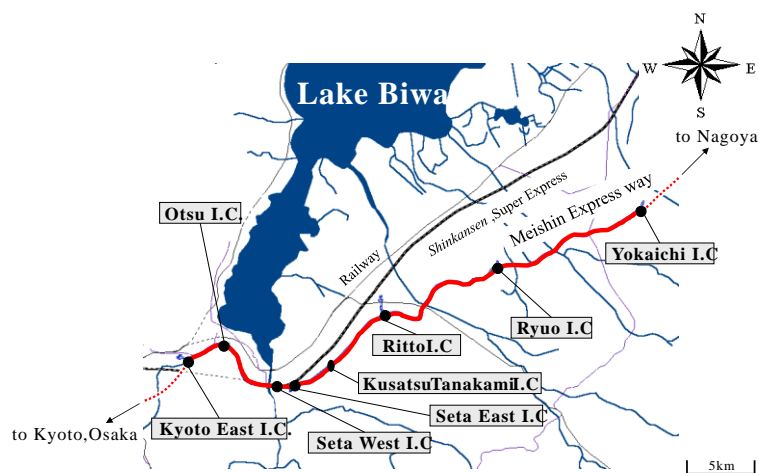 N
W
E
S
Lake Biwa
to Nagoya
Otsu I.C.
Railway
Shinkansen ,Super Express
Meishin Express way
Yokaichi I.C
Ryuo I.C
RittoI.C
KusatsuTanakamiI.C
Seta East I.C
Kyoto East I.C.
Seta West I.C
to Kyoto,Osaka
5km